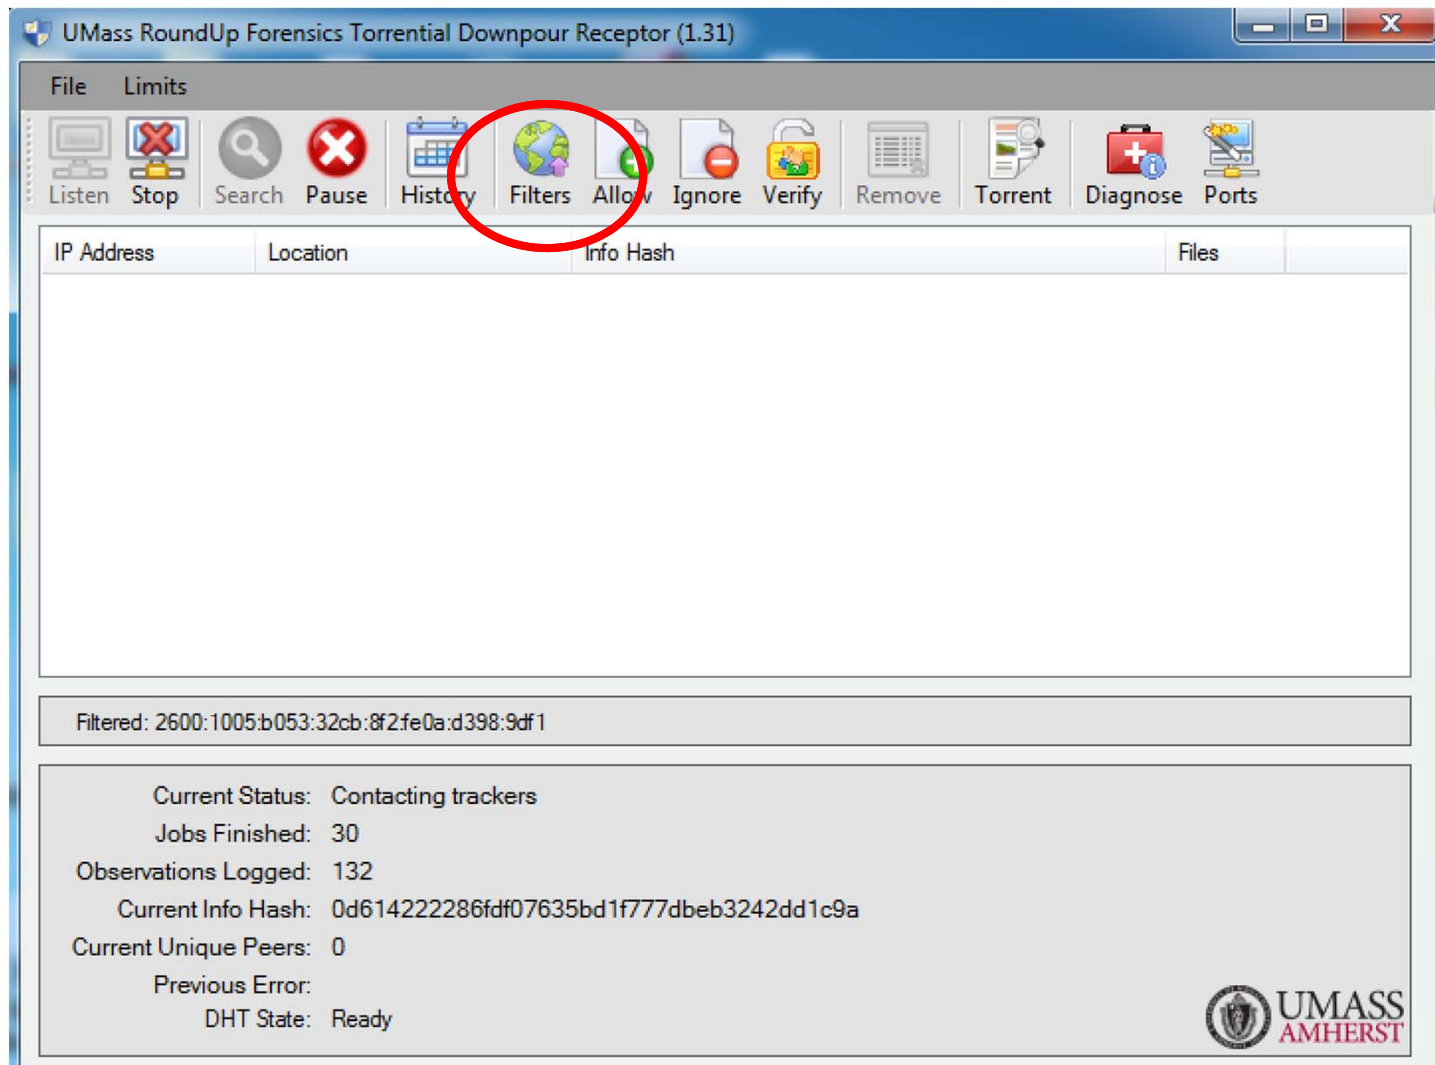 UMass RoundUp Forensics Torrential Downpour Receptor (1.31)
File Limits
Listen Stop Search Pause History Filters Allow Ignore Verify Remove Torrent Diagnose Ports
IP Address Location Info Hash Files
Filtered: 2600:1005:b053:32cb:8f2:fe0a:d398:9df1
Current Status: Contacting trackers
Jobs Finished: 30
Observations Logged: 132
Current Info Hash: 0d614222286fdf07635bd1f777dbeb3242dd1c9a
Current Unique Peers: 0
Previous Error:
DHT State: Ready
UMASS
AMHERST